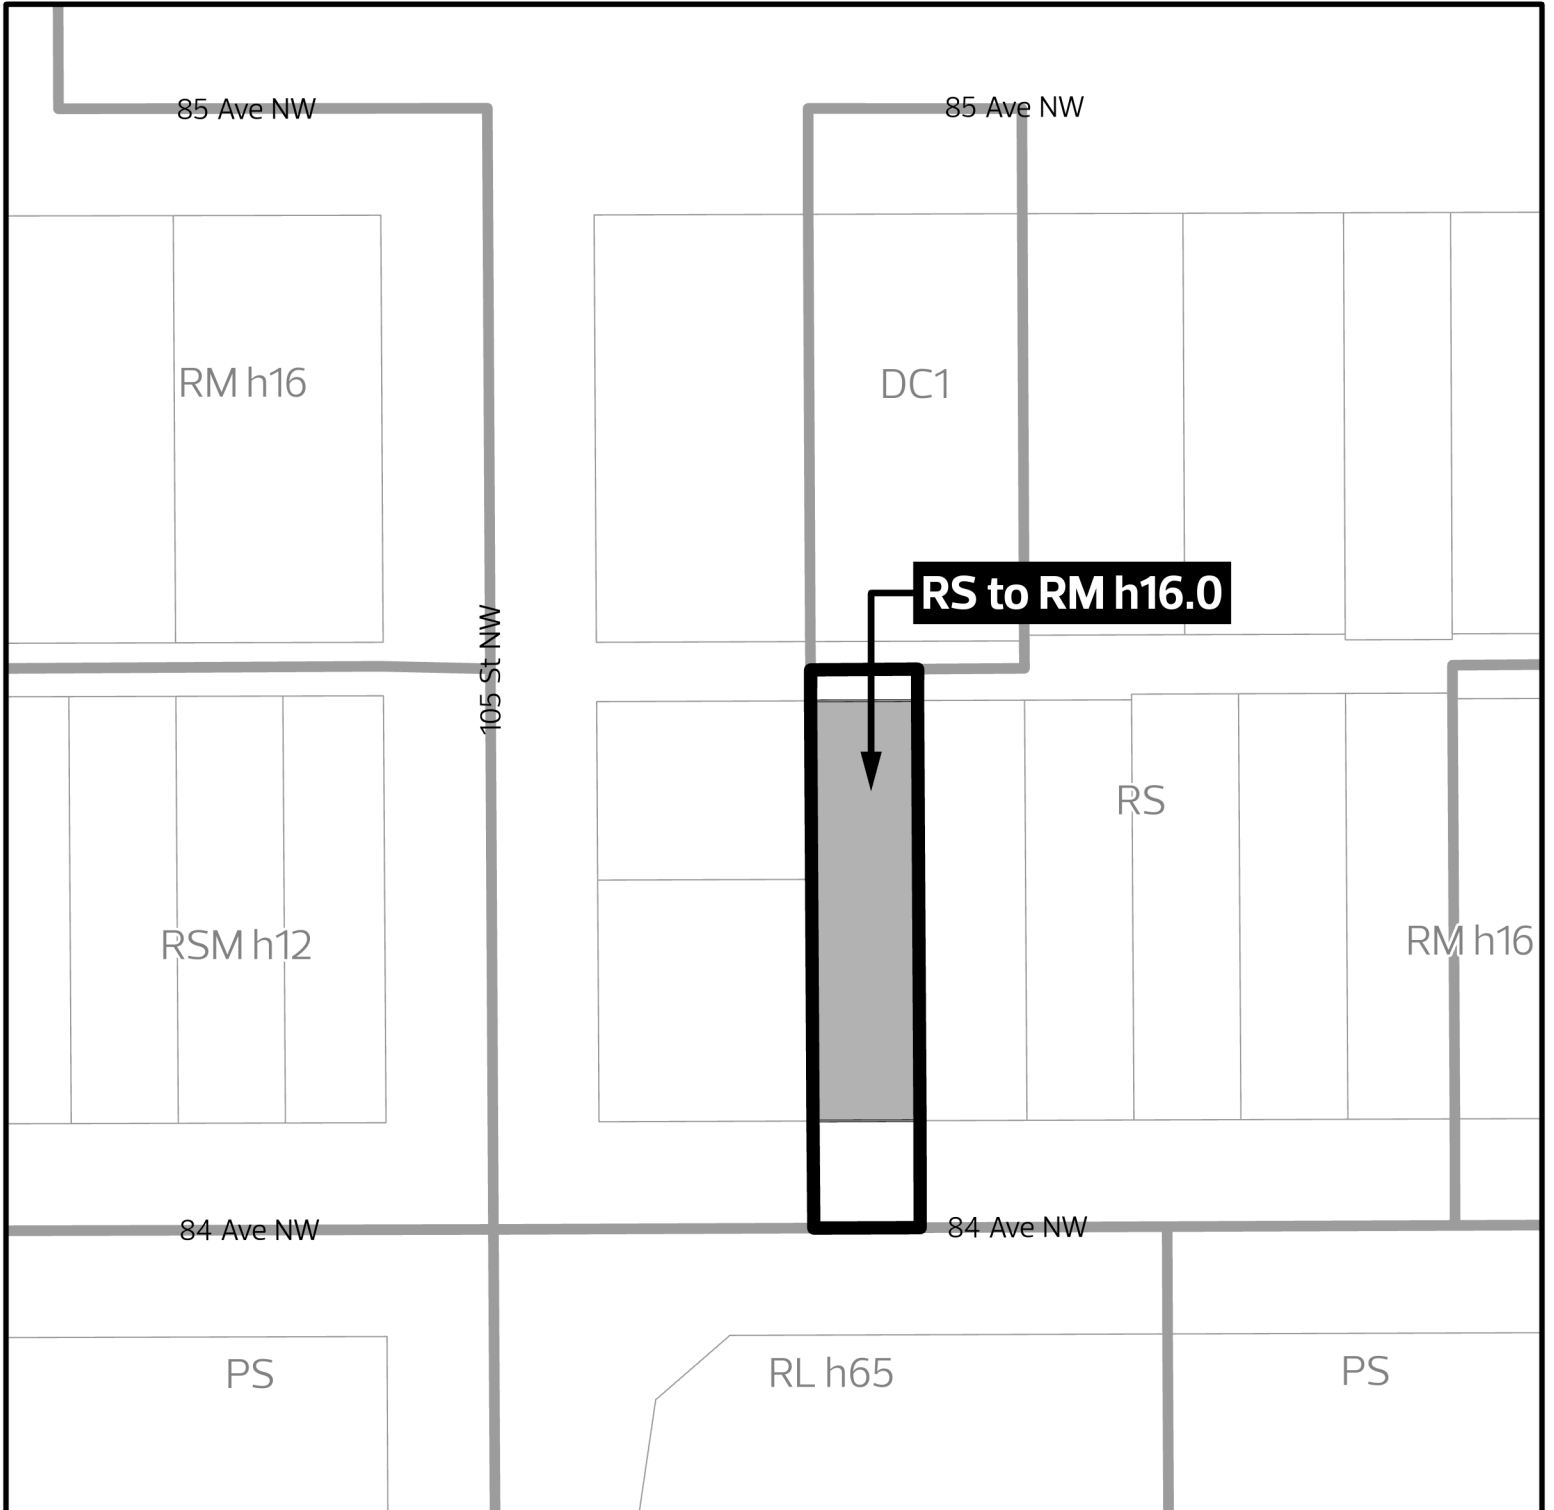 85 Ave NW
85 Ave NW
RM h16
DC1
RS to RM h16.0
105 St NW
RS
RSM h12
RM h16
84 Ave NW
84 Ave NW
PS
RL h65
PS